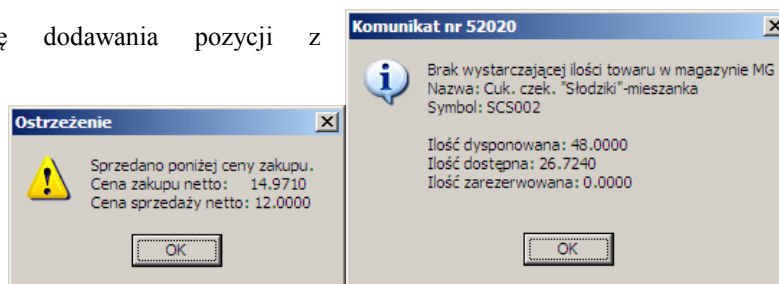 dodawania pozycji z
Komunikat nr 52020
Brak wystarczającej ilości towaru w magazynie MG
Nazwa: Cuk. czek. "Słodziki"-mieszanka
Symbol: SCS002
Ilość dysponowana: 48.0000
Ilość dostępna: 26.7240
Ilość zarezerwowana: 0.0000
OK
Ostrzeżenie
Sprzedano poniżej ceny zakupu.
Cena zakupu netto: 14.9710
Cena sprzedaży netto: 12.0000
OK